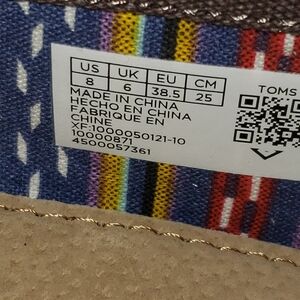 US UK EU CM
8 6 38.5 25
TOMS
MADE IN CHINA
HECHO EN CHINA
FABRIQUE EN
CHINE
XF:1000050121-10
10000871
4500057361